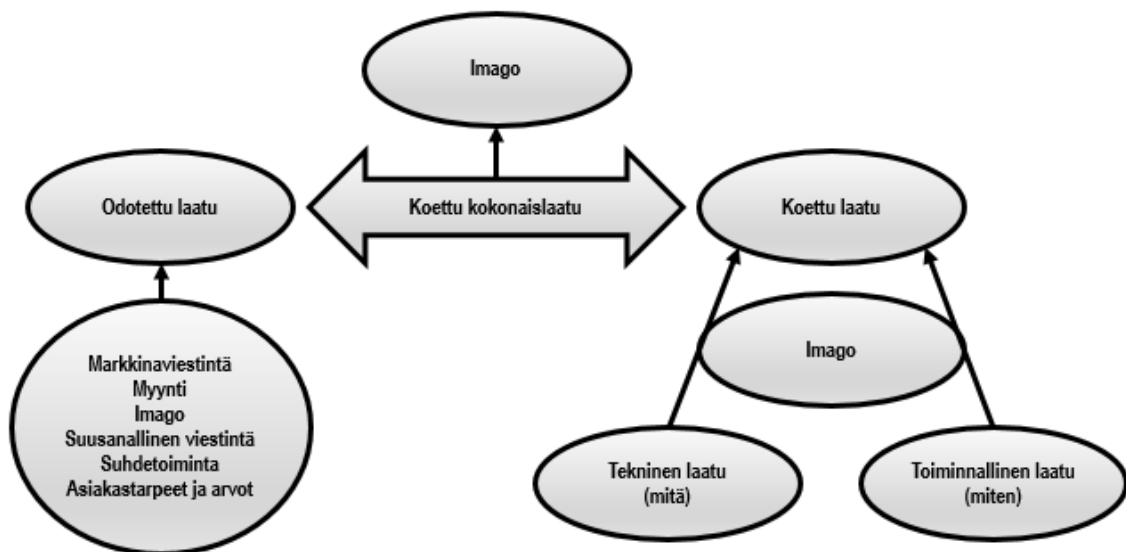 Imago
Odotettu laatu
Koettu kokonaislaatu
Koettu laatu
Markkinaviestintä
Myynti
Imago
Suusanallinen viestintä
Suhdetoiminta
Asiakastarpeet ja arvot
Imago
Tekninen laatu
(mitä)
Toiminnallinen laatu
(miten)